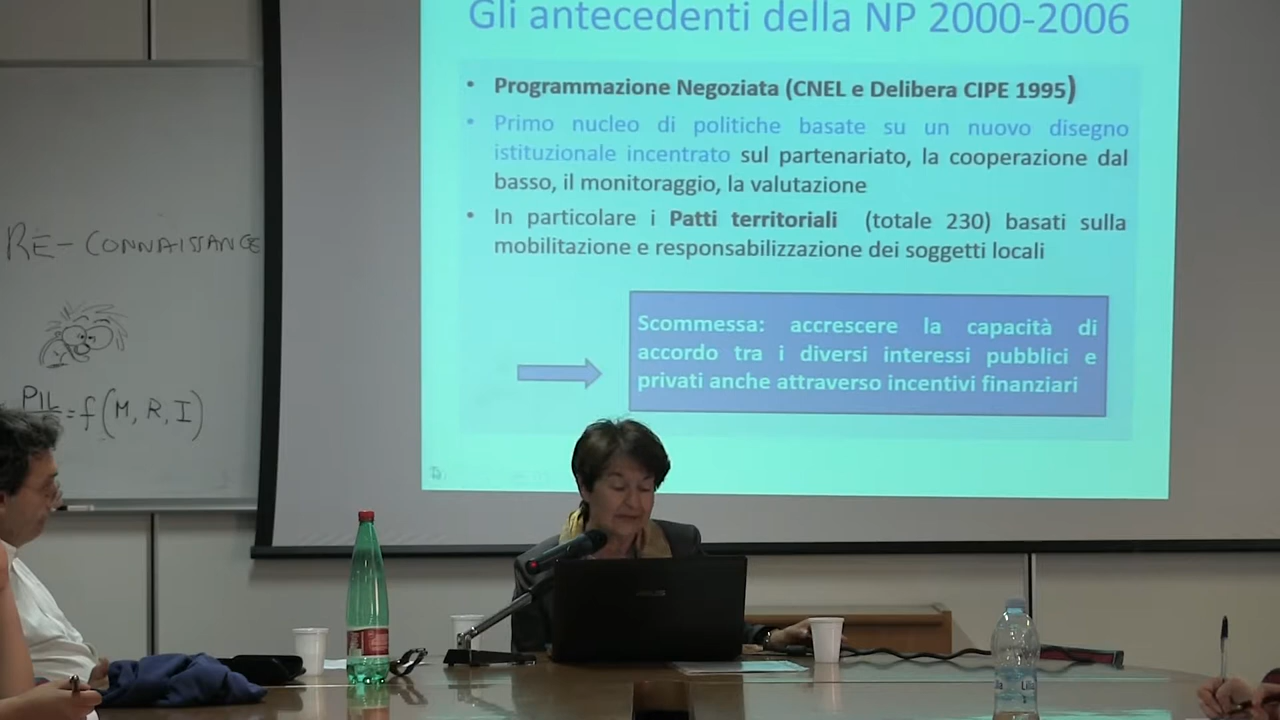 Gli antecedenti della NP 2000-2006
• Programmazione Negoziata (CNEL e Delibera CIPE 1995)
• Primo nucleo di politiche basate su un nuovo disegno
istituzionale incentrato sul partenariato, la cooperazione dal
basso, il monitoraggio, la valutazione
• In particolare i Patti territoriali (totale 230) basati sulla
mobilitazione e responsabilizzazione dei soggetti locali
Scommessa: accrescere la capacità di
accordo tra i diversi interessi pubblici e
privati anche attraverso incentivi finanziari
RE-CONNAISSANCE
PIL
=f(M, R, I)
ASUS